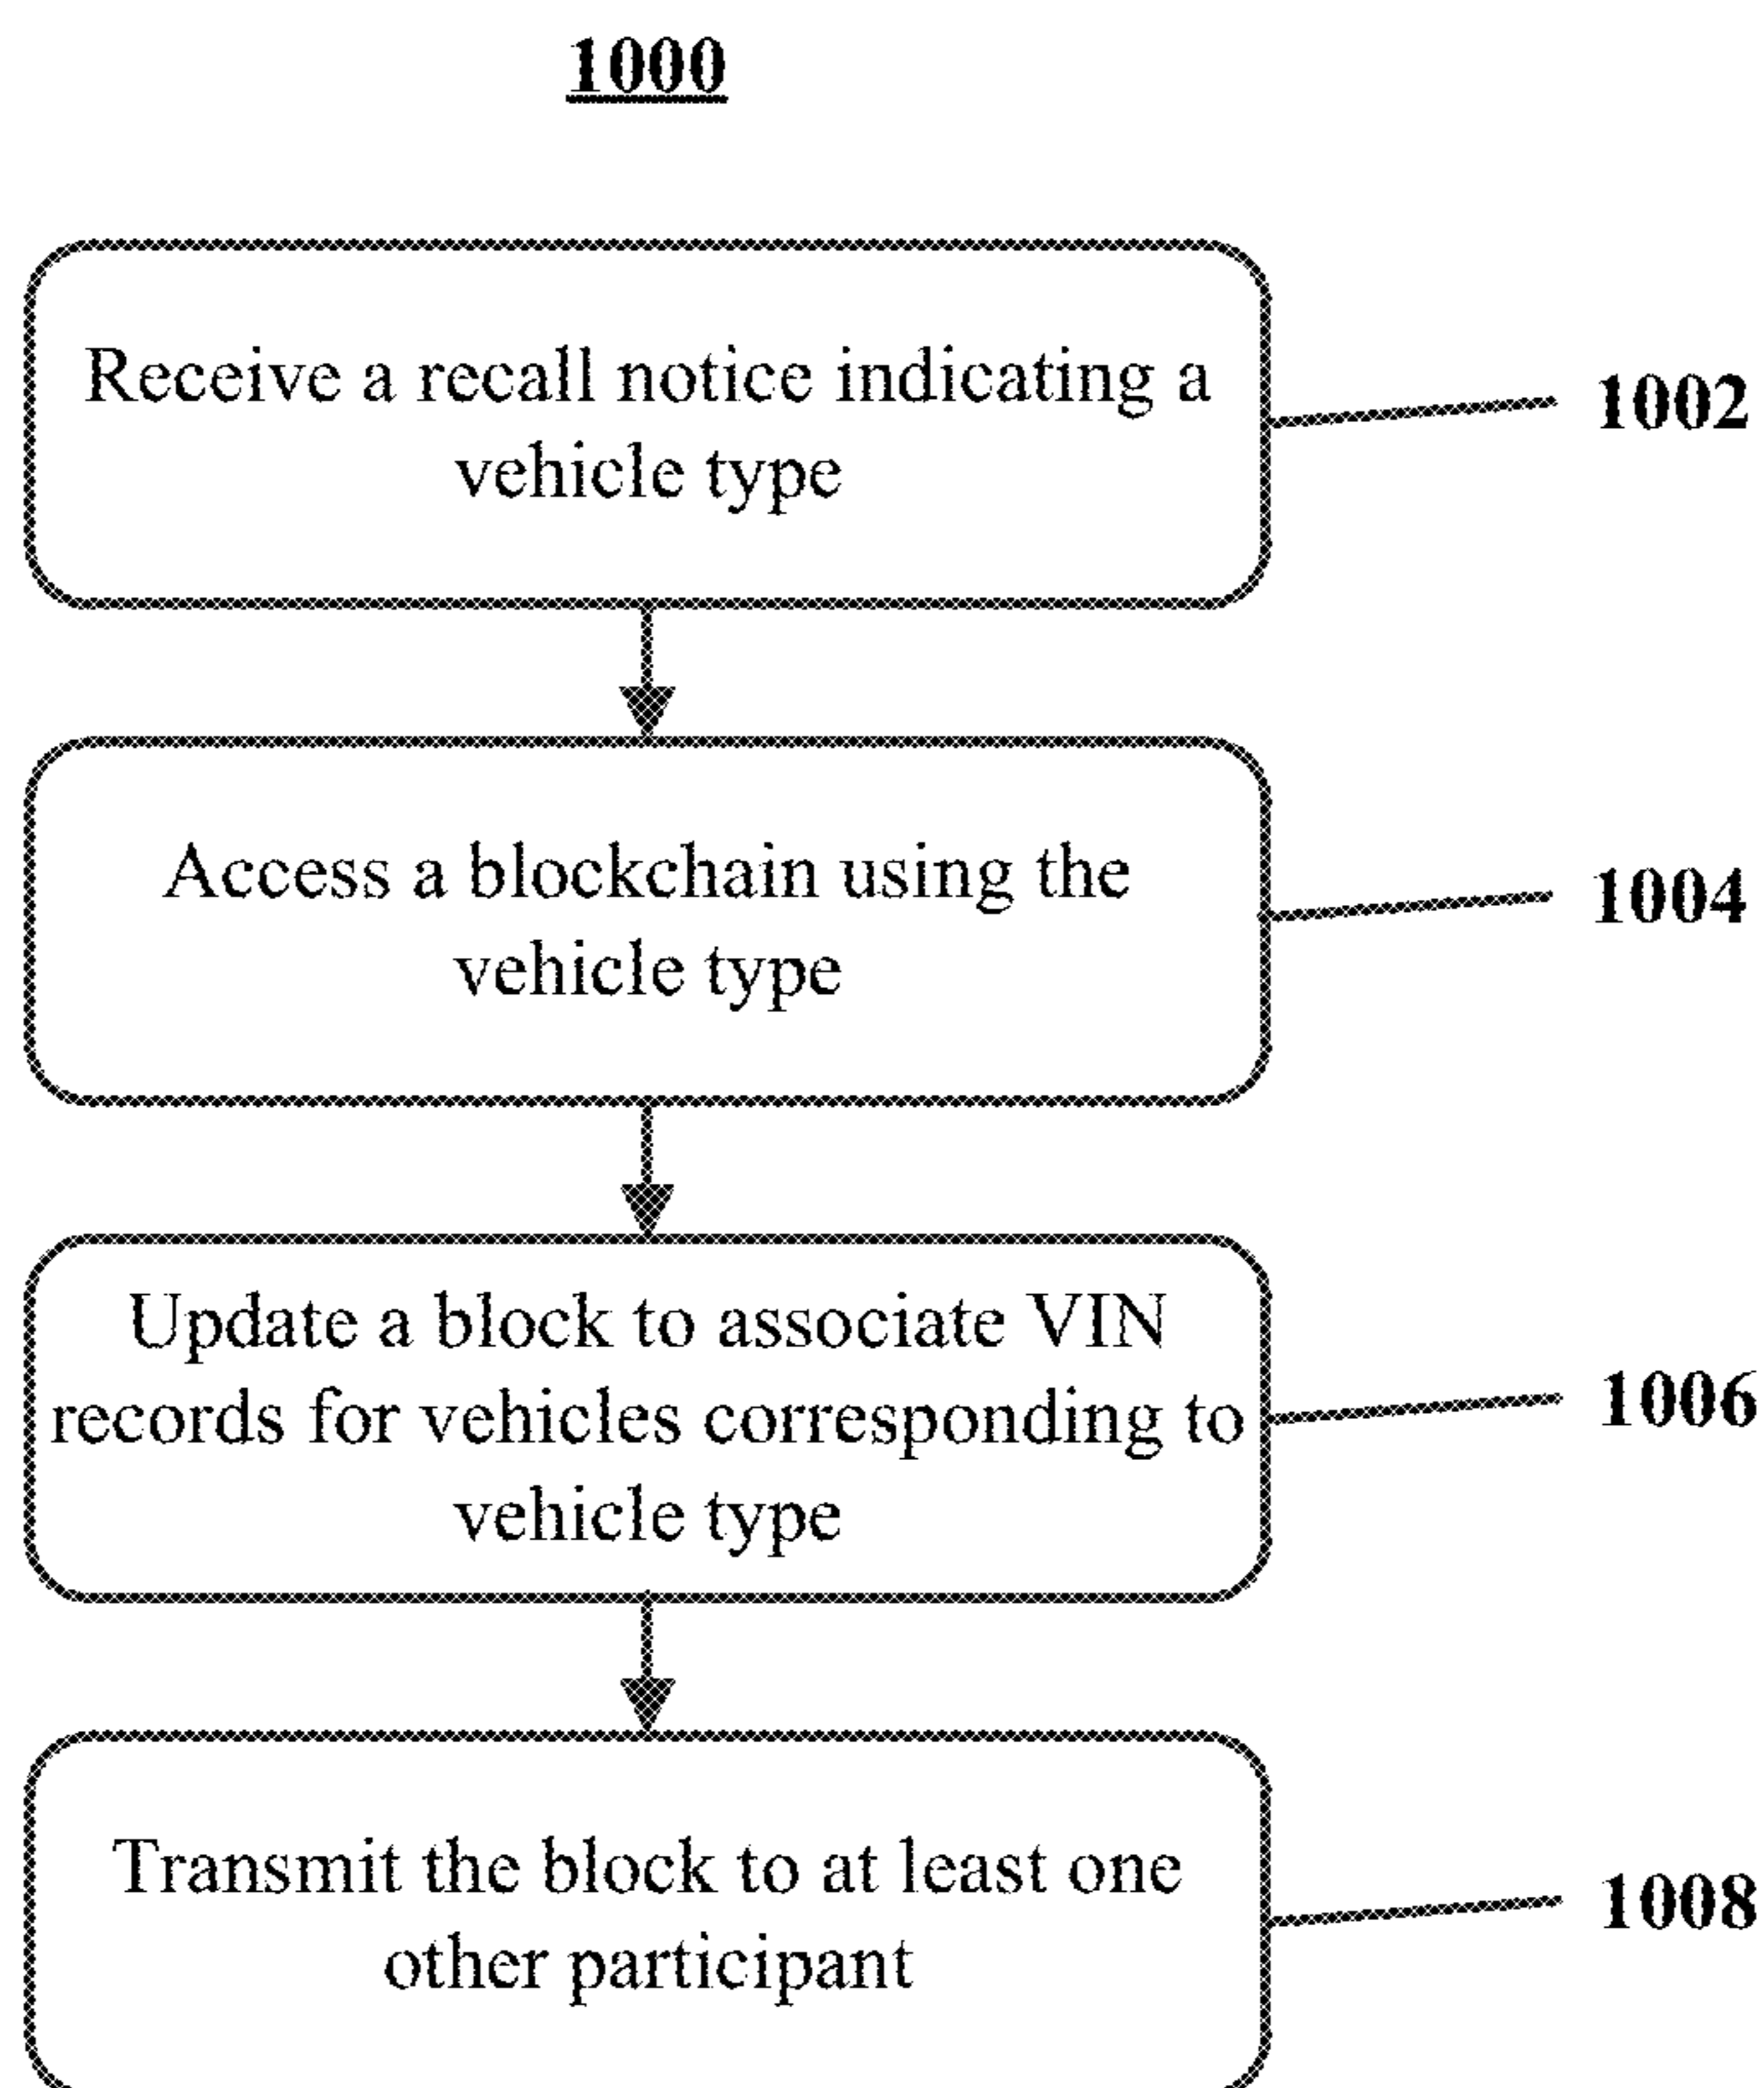 1000
Receive a recall notice indicating a
vehicle type
1002
Access a blockchain using the
vehicle type
1004
Update a block to associate VIN
records for vehicles corresponding to
vehicle type
1006
Transmit the block to at least one
other participant
1008